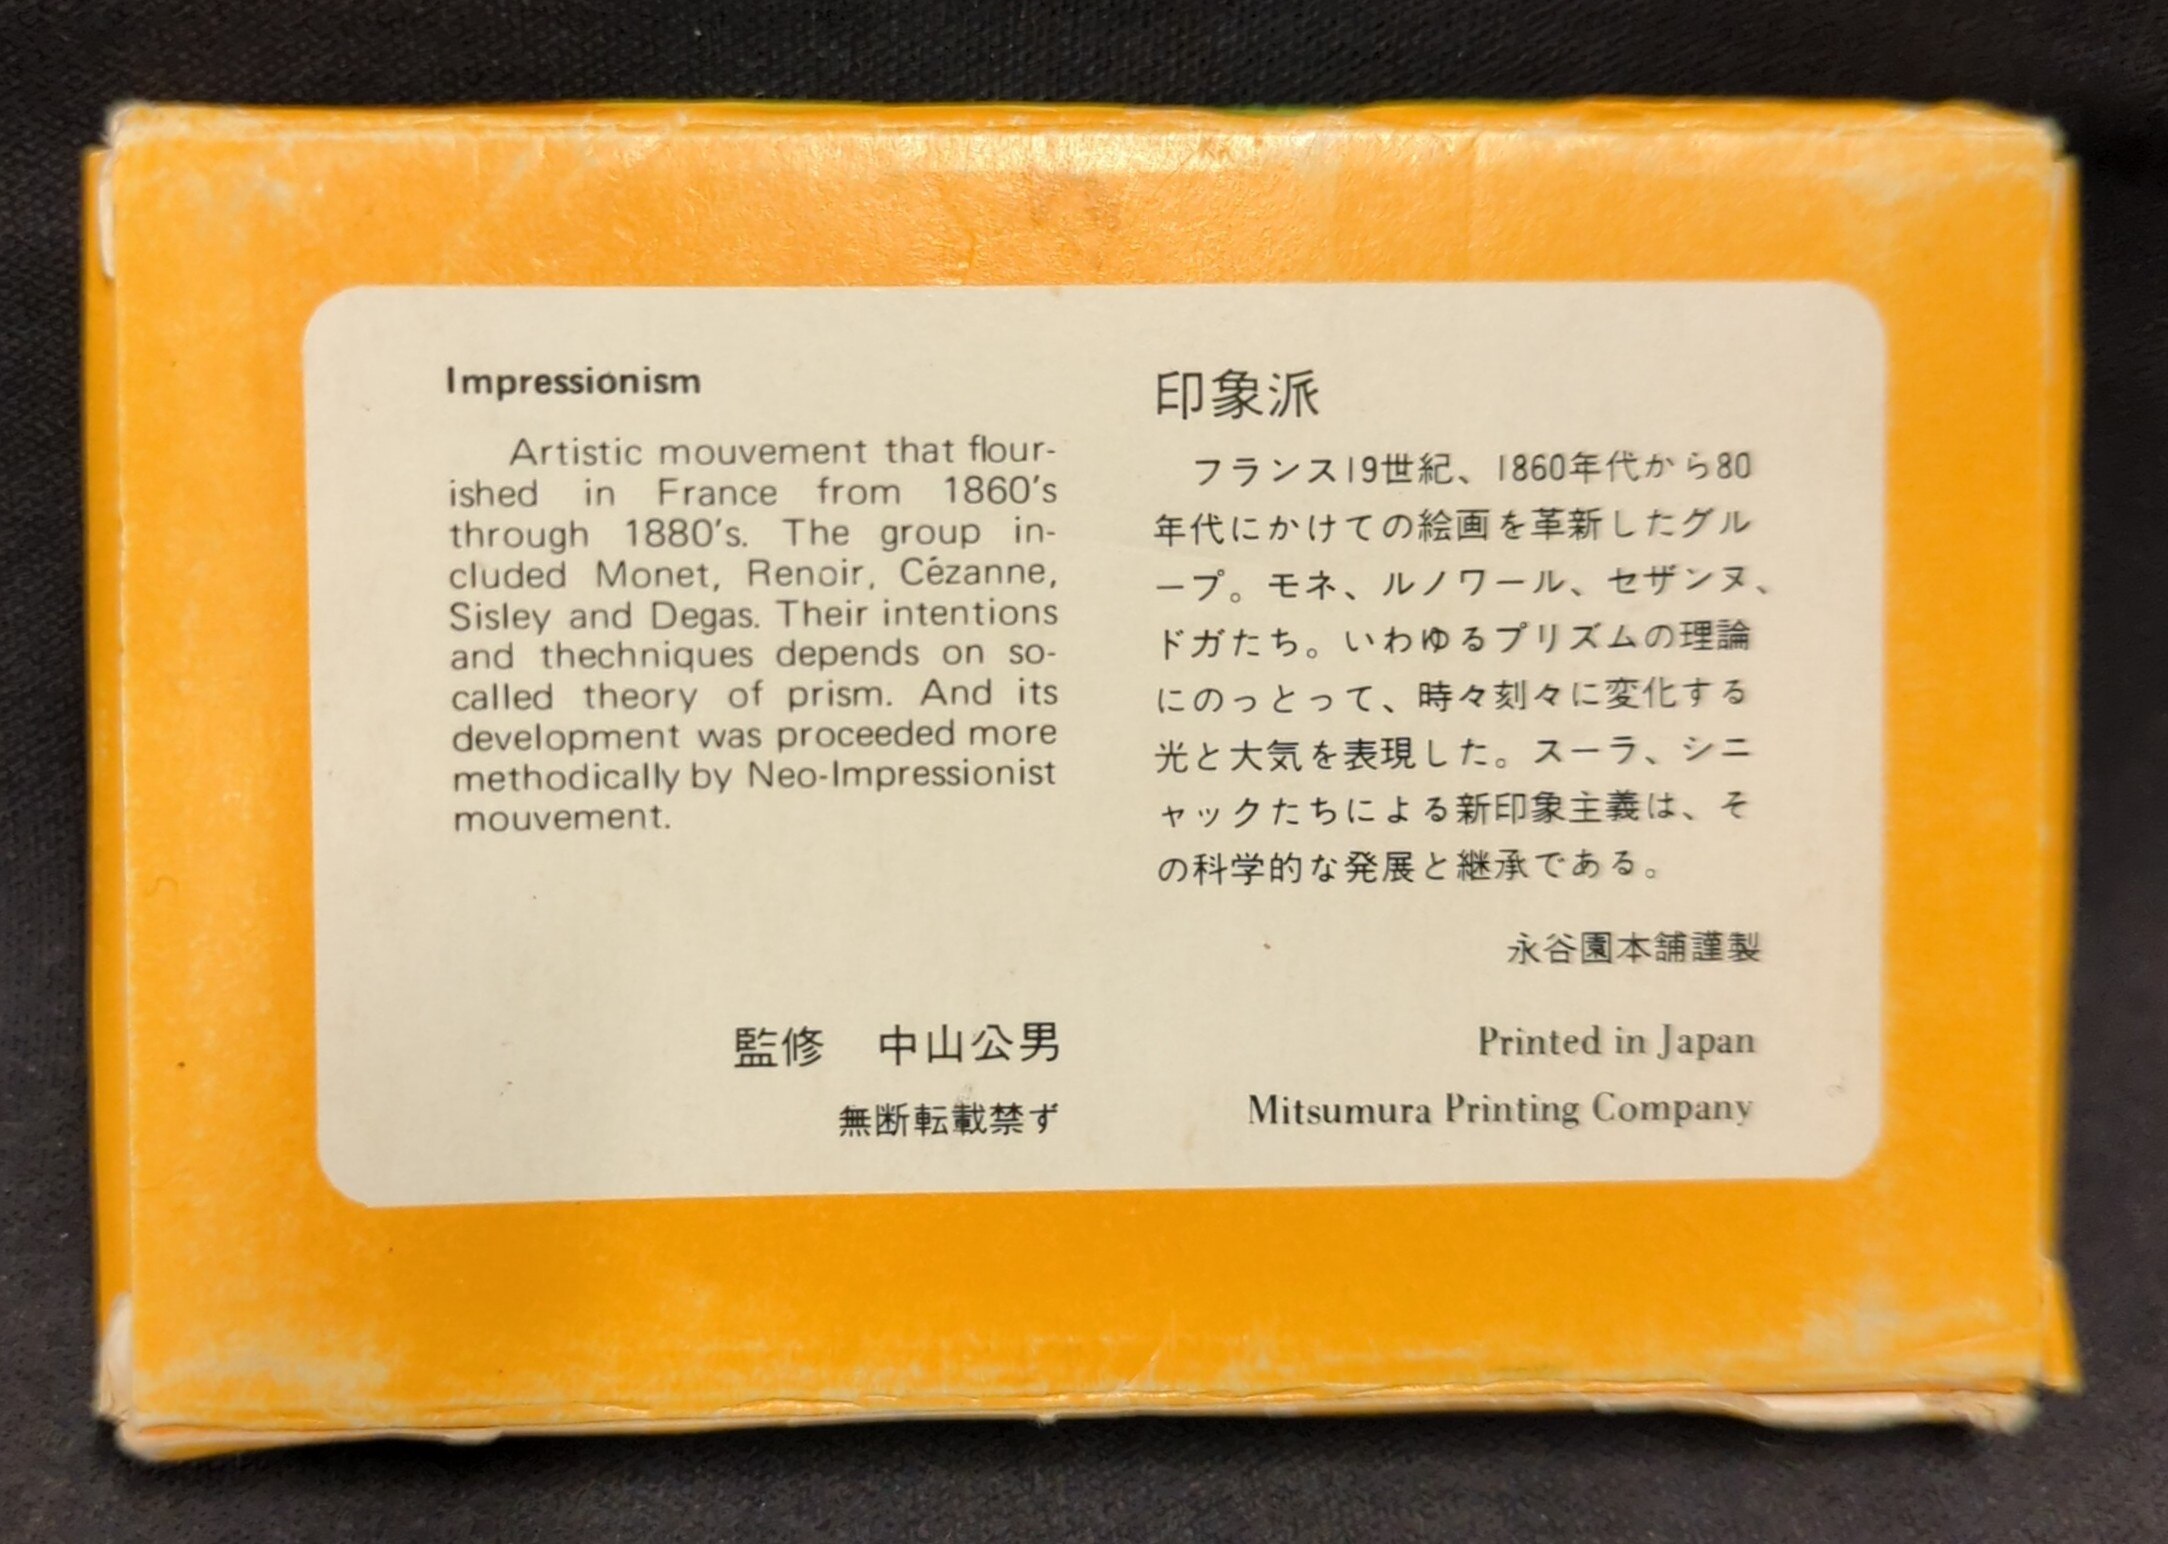 Impressionism
Artistic mouvement that flour-
ished in France from 1860's
through 1880's. The group in-
cluded Monet, Renoir, Cézanne,
Sisley and Degas. Their intentions
and thechniques depends on so-
called theory of prism. And its
development was proceeded more
methodically by Neo-Impressionist
mouvement.
監修　中山公男
無断転載禁ず
印象派
フランス19世紀、1860年代から80
年代にかけての絵画を革新したグル
ープ。モネ、ルノワール、セザンヌ、
ドガたち。いわゆるプリズムの理論
にのっとって、時々刻々に変化する
光と大気を表現した。スーラ、シニ
ャックたちによる新印象主義は、そ
の科学的な発展と継承である。
永谷園本舗謹製
Printed in Japan
Mitsumura Printing Company